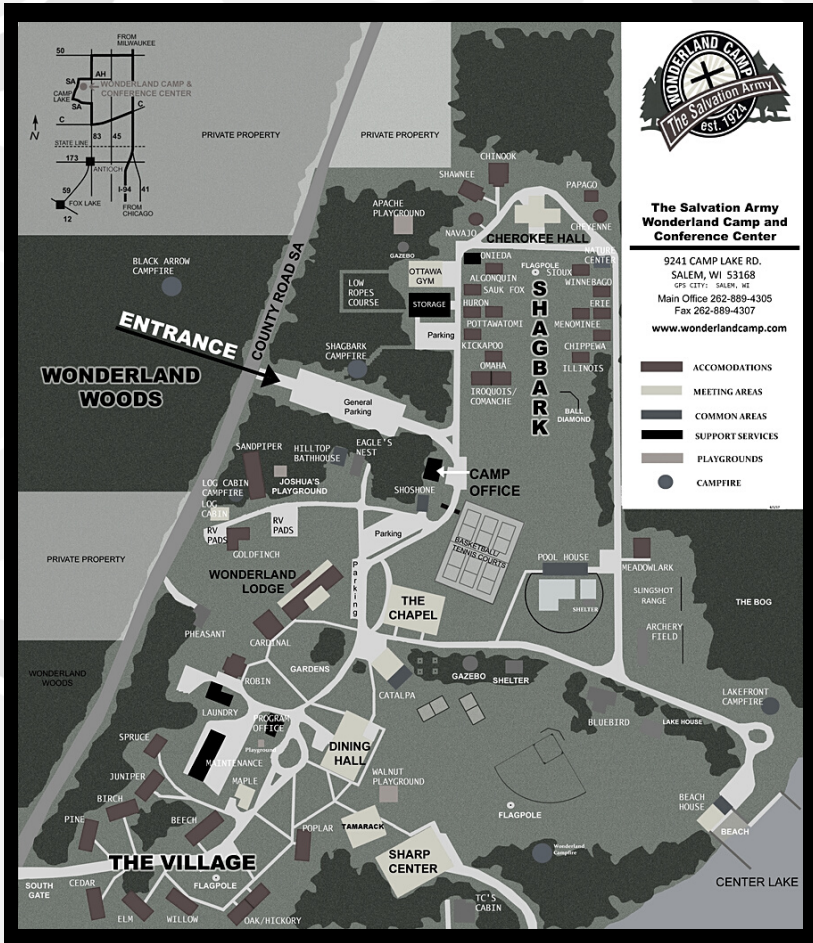 FROM
MILWAUKEE
50
AH
SA
WONDERLAND CAMP &
CONFERENCE CENTER
CAMP
LAKE
SA
C
C
N
83
45
STATE LINE
173
ANTIOCH
59
I-94
41
FOX LAKE
12
FROM
CHICAGO
PRIVATE PROPERTY
PRIVATE PROPERTY
COUNTY ROAD SA
BLACK ARROW
CAMPFIRE
ENTRANCE
WONDERLAND
WOODS
CHINOOK
SHAWNEE
PAPAGO
APACHE
PLAYGROUND
NAVAJO
CHEROKEE HALL
CHEYENNE
GAZEBO
ONIEDA
NATURE
CENTER
FLAGPOLE
OTTAWA
GYM
ALGONQUIN
SIOUX
WINNEBAGO
LOW
ROPES
COURSE
SAUK FOX
STORAGE
HURON
ERIE
POTTAWATOMI
MENOMINEE
Parking
SHAGBARK
KICKAPOO
CHIPPEWA
SHAGBARK
CAMPFIRE
OMAHA
ILLINOIS
IROQUOIS/
COMANCHE
General
Parking
BALL
DIAMOND
SANDPIPER
HILLTOP
BATHHOUSE
EAGLE'S
NEST
JOSHUA'S
PLAYGROUND
CAMP
OFFICE
SHOSHONE
LOG CABIN
CAMPFIRE
LOG
CABIN
RV
PADS
RV
PADS
GOLDFINCH
Parking
BASKETBALL/
TENNIS COURTS
POOL HOUSE
MEADOWLARK
PRIVATE PROPERTY
WONDERLAND
LODGE
Parking
THE
CHAPEL
SHELTER
SLINGSHOT
RANGE
THE BOG
ARCHERY
FIELD
PHEASANT
CARDINAL
GARDENS
WONDERLAND
WOODS
ROBIN
CATALPA
GAZEBO
SHELTER
LAUNDRY
PROGRAM
OFFICE
BLUEBIRD
LAKE HOUSE
LAKEFRONT
CAMPFIRE
SPRUCE
Playground
DINING
HALL
MAINTENANCE
JUNIPER
MAPLE
WALNUT
PLAYGROUND
BIRCH
BEACH
HOUSE
PINE
BEECH
FLAGPOLE
BEACH
POPLAR
TAMARACK
THE VILLAGE
SHARP
CENTER
Wonderland
Campfire
SOUTH
GATE
CEDAR
FLAGPOLE
CENTER LAKE
ELM
WILLOW
OAK/HICKORY
TC'S
CABIN
WONDERLAND CAMP
The Salvation Army
est. 1924
The Salvation Army
Wonderland Camp and
Conference Center
9241 CAMP LAKE RD.
SALEM, WI 53168
GPS CITY: SALEM, WI
Main Office 262-889-4305
Fax 262-889-4307
www.wonderlandcamp.com
ACCOMODATIONS
MEETING AREAS
COMMON AREAS
SUPPORT SERVICES
PLAYGROUNDS
CAMPFIRE